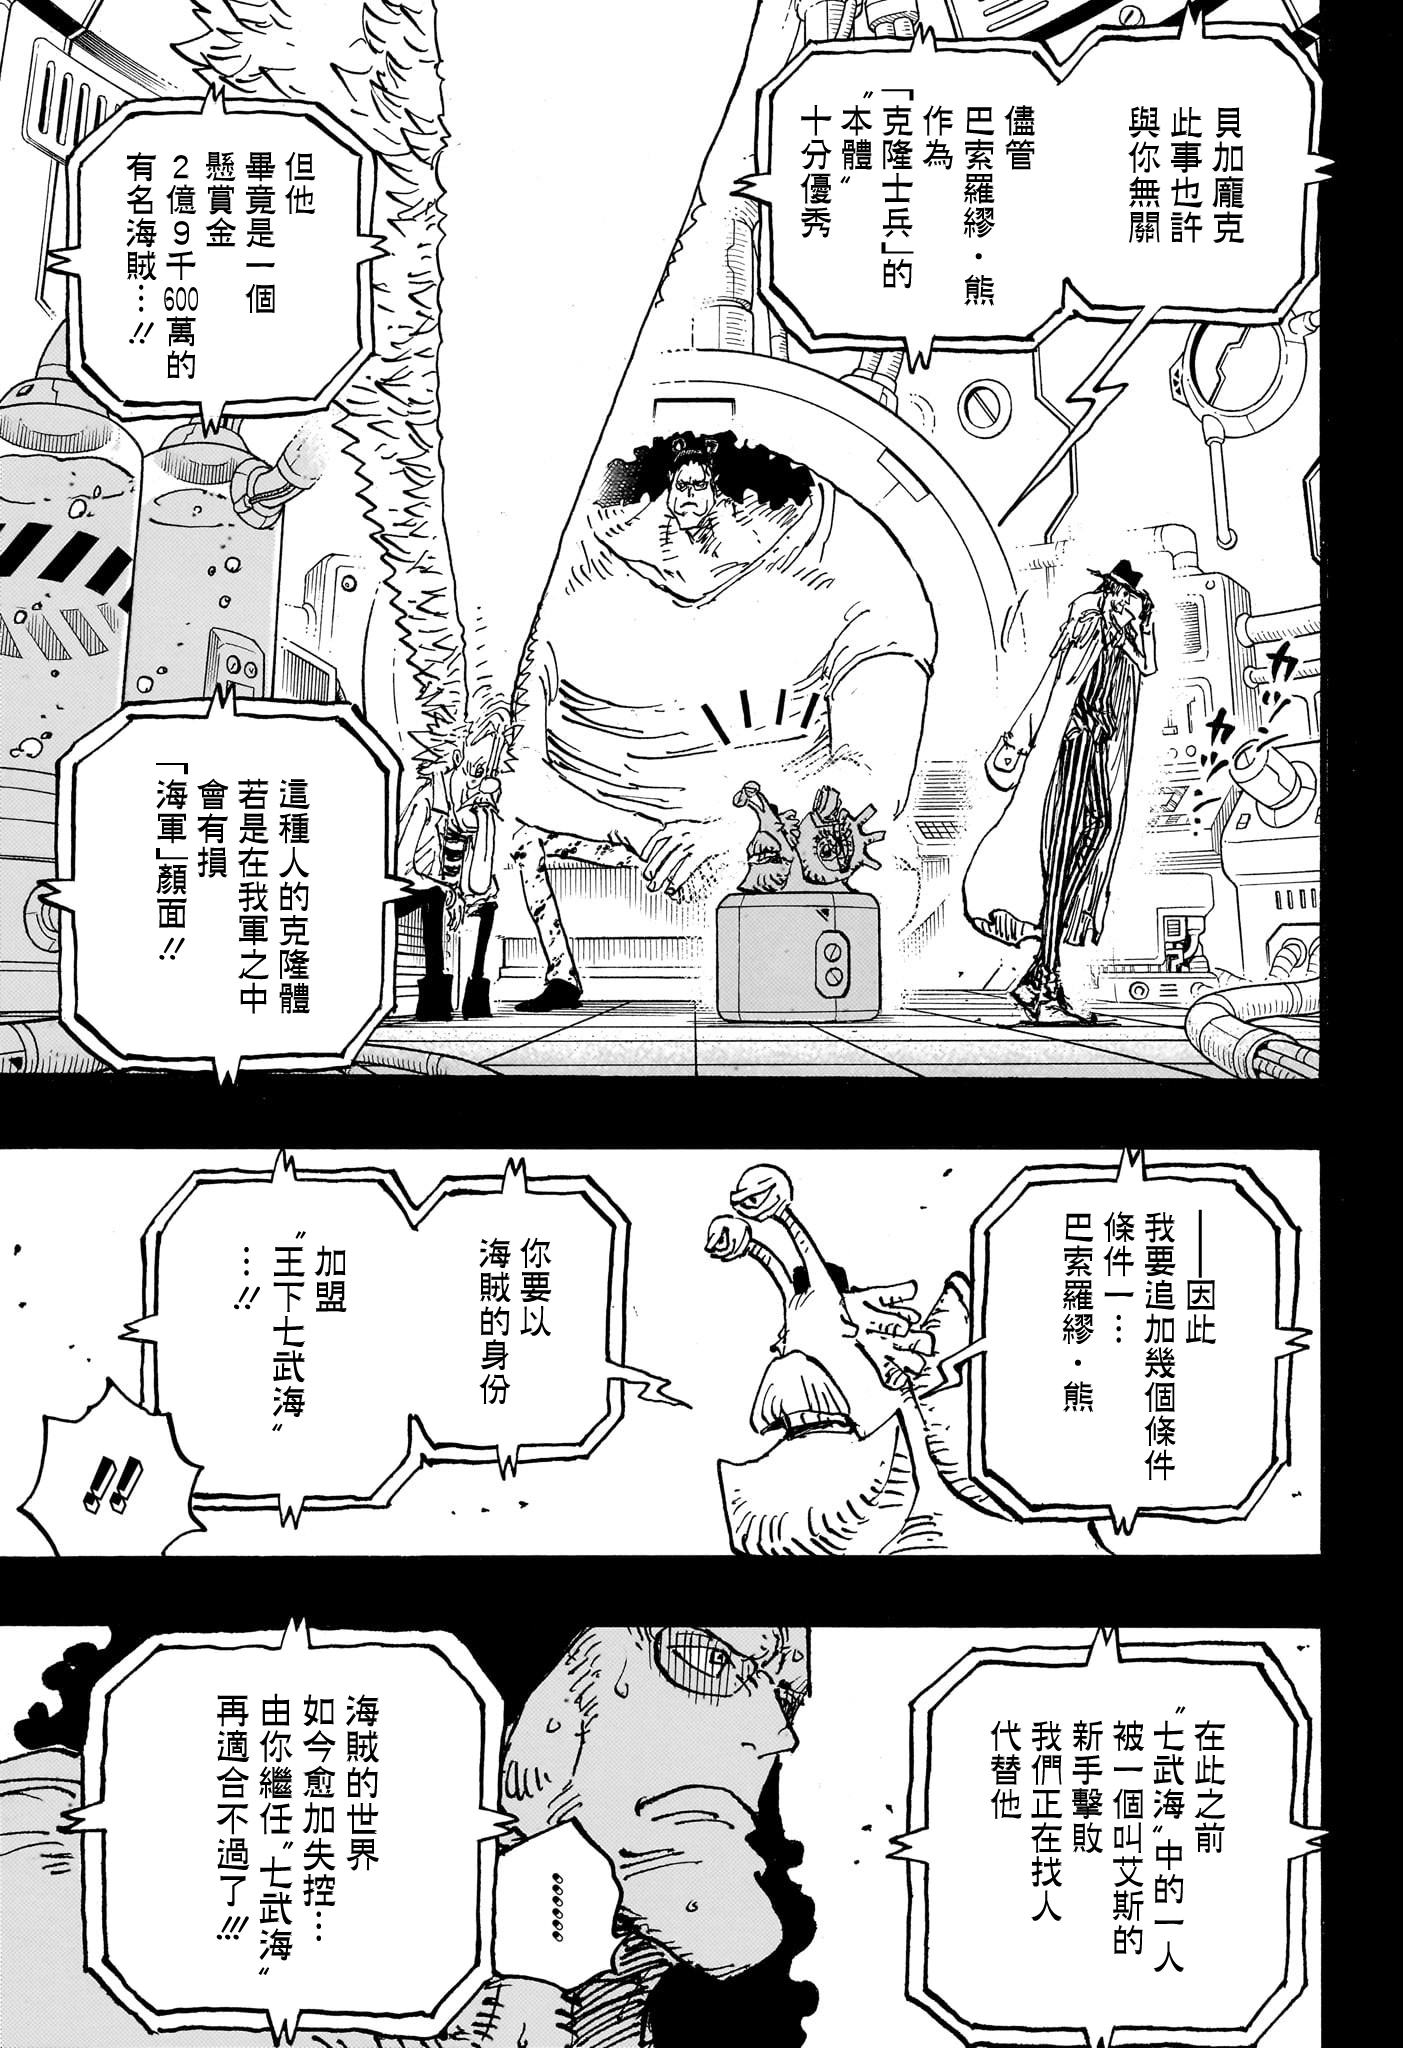 貝加龐克
此事也許
與你無關
儘管
巴索羅繆・熊
作為
「克隆士兵」的
〝本體〞
十分優秀
但他
畢竟是一個
懸賞金
２億９千600萬的
有名海賊…!!
這種人的克隆體
若是在我軍之中
會有損
「海軍」顏面!!
カツカツ…
——因此
我要追加幾個條件
條件一…
巴索羅繆・熊
你要以
海賊的身份
加盟
〝王下七武海〞
…!!
!!
在此之前
〝七武海〞中的一人
被一個叫艾斯的
新手擊敗
我們正在找人
代替他
海賊的世界
如今愈加失控…
由你繼任〝七武海〞
再適合不過了!!!
……